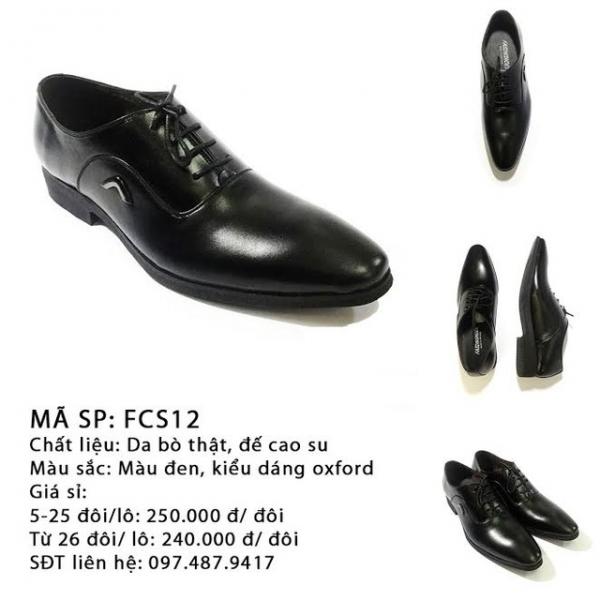 MÃ SP: FCS12
Chất liệu: Da bò thật, đế cao su
Màu sắc: Màu đen, kiểu dáng oxford
Giá sỉ:
5-25 đôi/lô: 250.000 đ/ đôi
Từ 26 đôi/ lô: 240.000 đ/ đôi
SĐT liên hệ: 097.487.9417